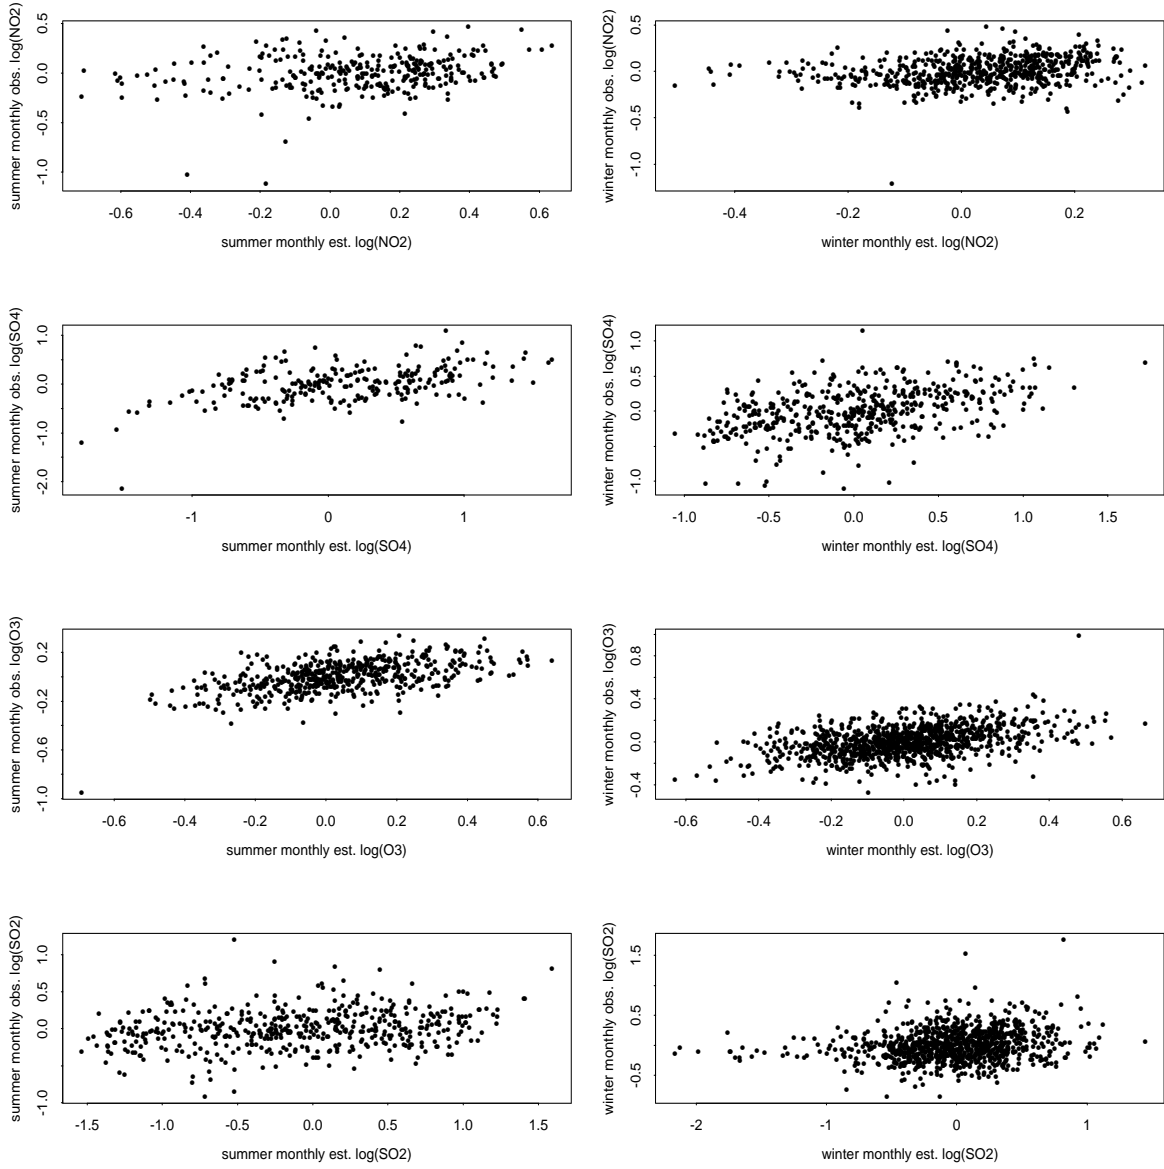 summer monthly obs. log(NO2)
0.5
0.0
-0.5
-1.0
-0.6 -0.4 -0.2 0.0 0.2 0.4 0.6
summer monthly est. log(NO2)
winter monthly obs. log(NO2)
0.5
0.0
-0.5
-1.0
-0.4 -0.2 0.0 0.2
winter monthly est. log(NO2)
summer monthly obs. log(SO4)
1.0
0.0
-1.0
-2.0
-1 0 1
summer monthly est. log(SO4)
winter monthly obs. log(SO4)
1.0
0.0
-1.0
-1.0 -0.5 0.0 0.5 1.0 1.5
winter monthly est. log(SO4)
summer monthly obs. log(O3)
0.2
-0.2
-0.6
-1.0
-0.6 -0.4 -0.2 0.0 0.2 0.4 0.6
summer monthly est. log(O3)
winter monthly obs. log(O3)
0.8
0.4
0.0
-0.4
-0.6 -0.4 -0.2 0.0 0.2 0.4 0.6
winter monthly est. log(O3)
summer monthly obs. log(SO2)
1.0
0.5
0.0
-1.0
-1.5 -1.0 -0.5 0.0 0.5 1.0 1.5
summer monthly est. log(SO2)
winter monthly obs. log(SO2)
1.5
0.5
-0.5
-2 -1 0 1
winter monthly est. log(SO2)